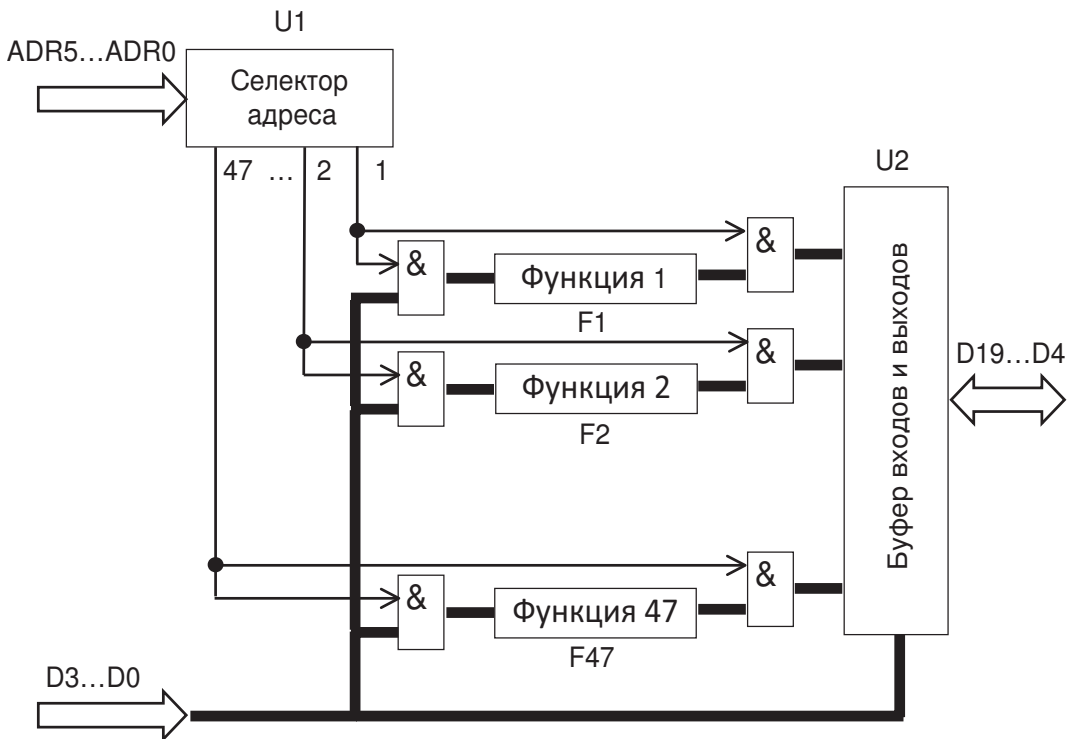 U1
ADR5…ADR0
Селектор
адреса
47 … 2 1
U2
&
&
Функция 1
F1
&
&
Функция 2
F2
D19…D4
Буфер входов и выходов
&
&
Функция 47
F47
D3…D0